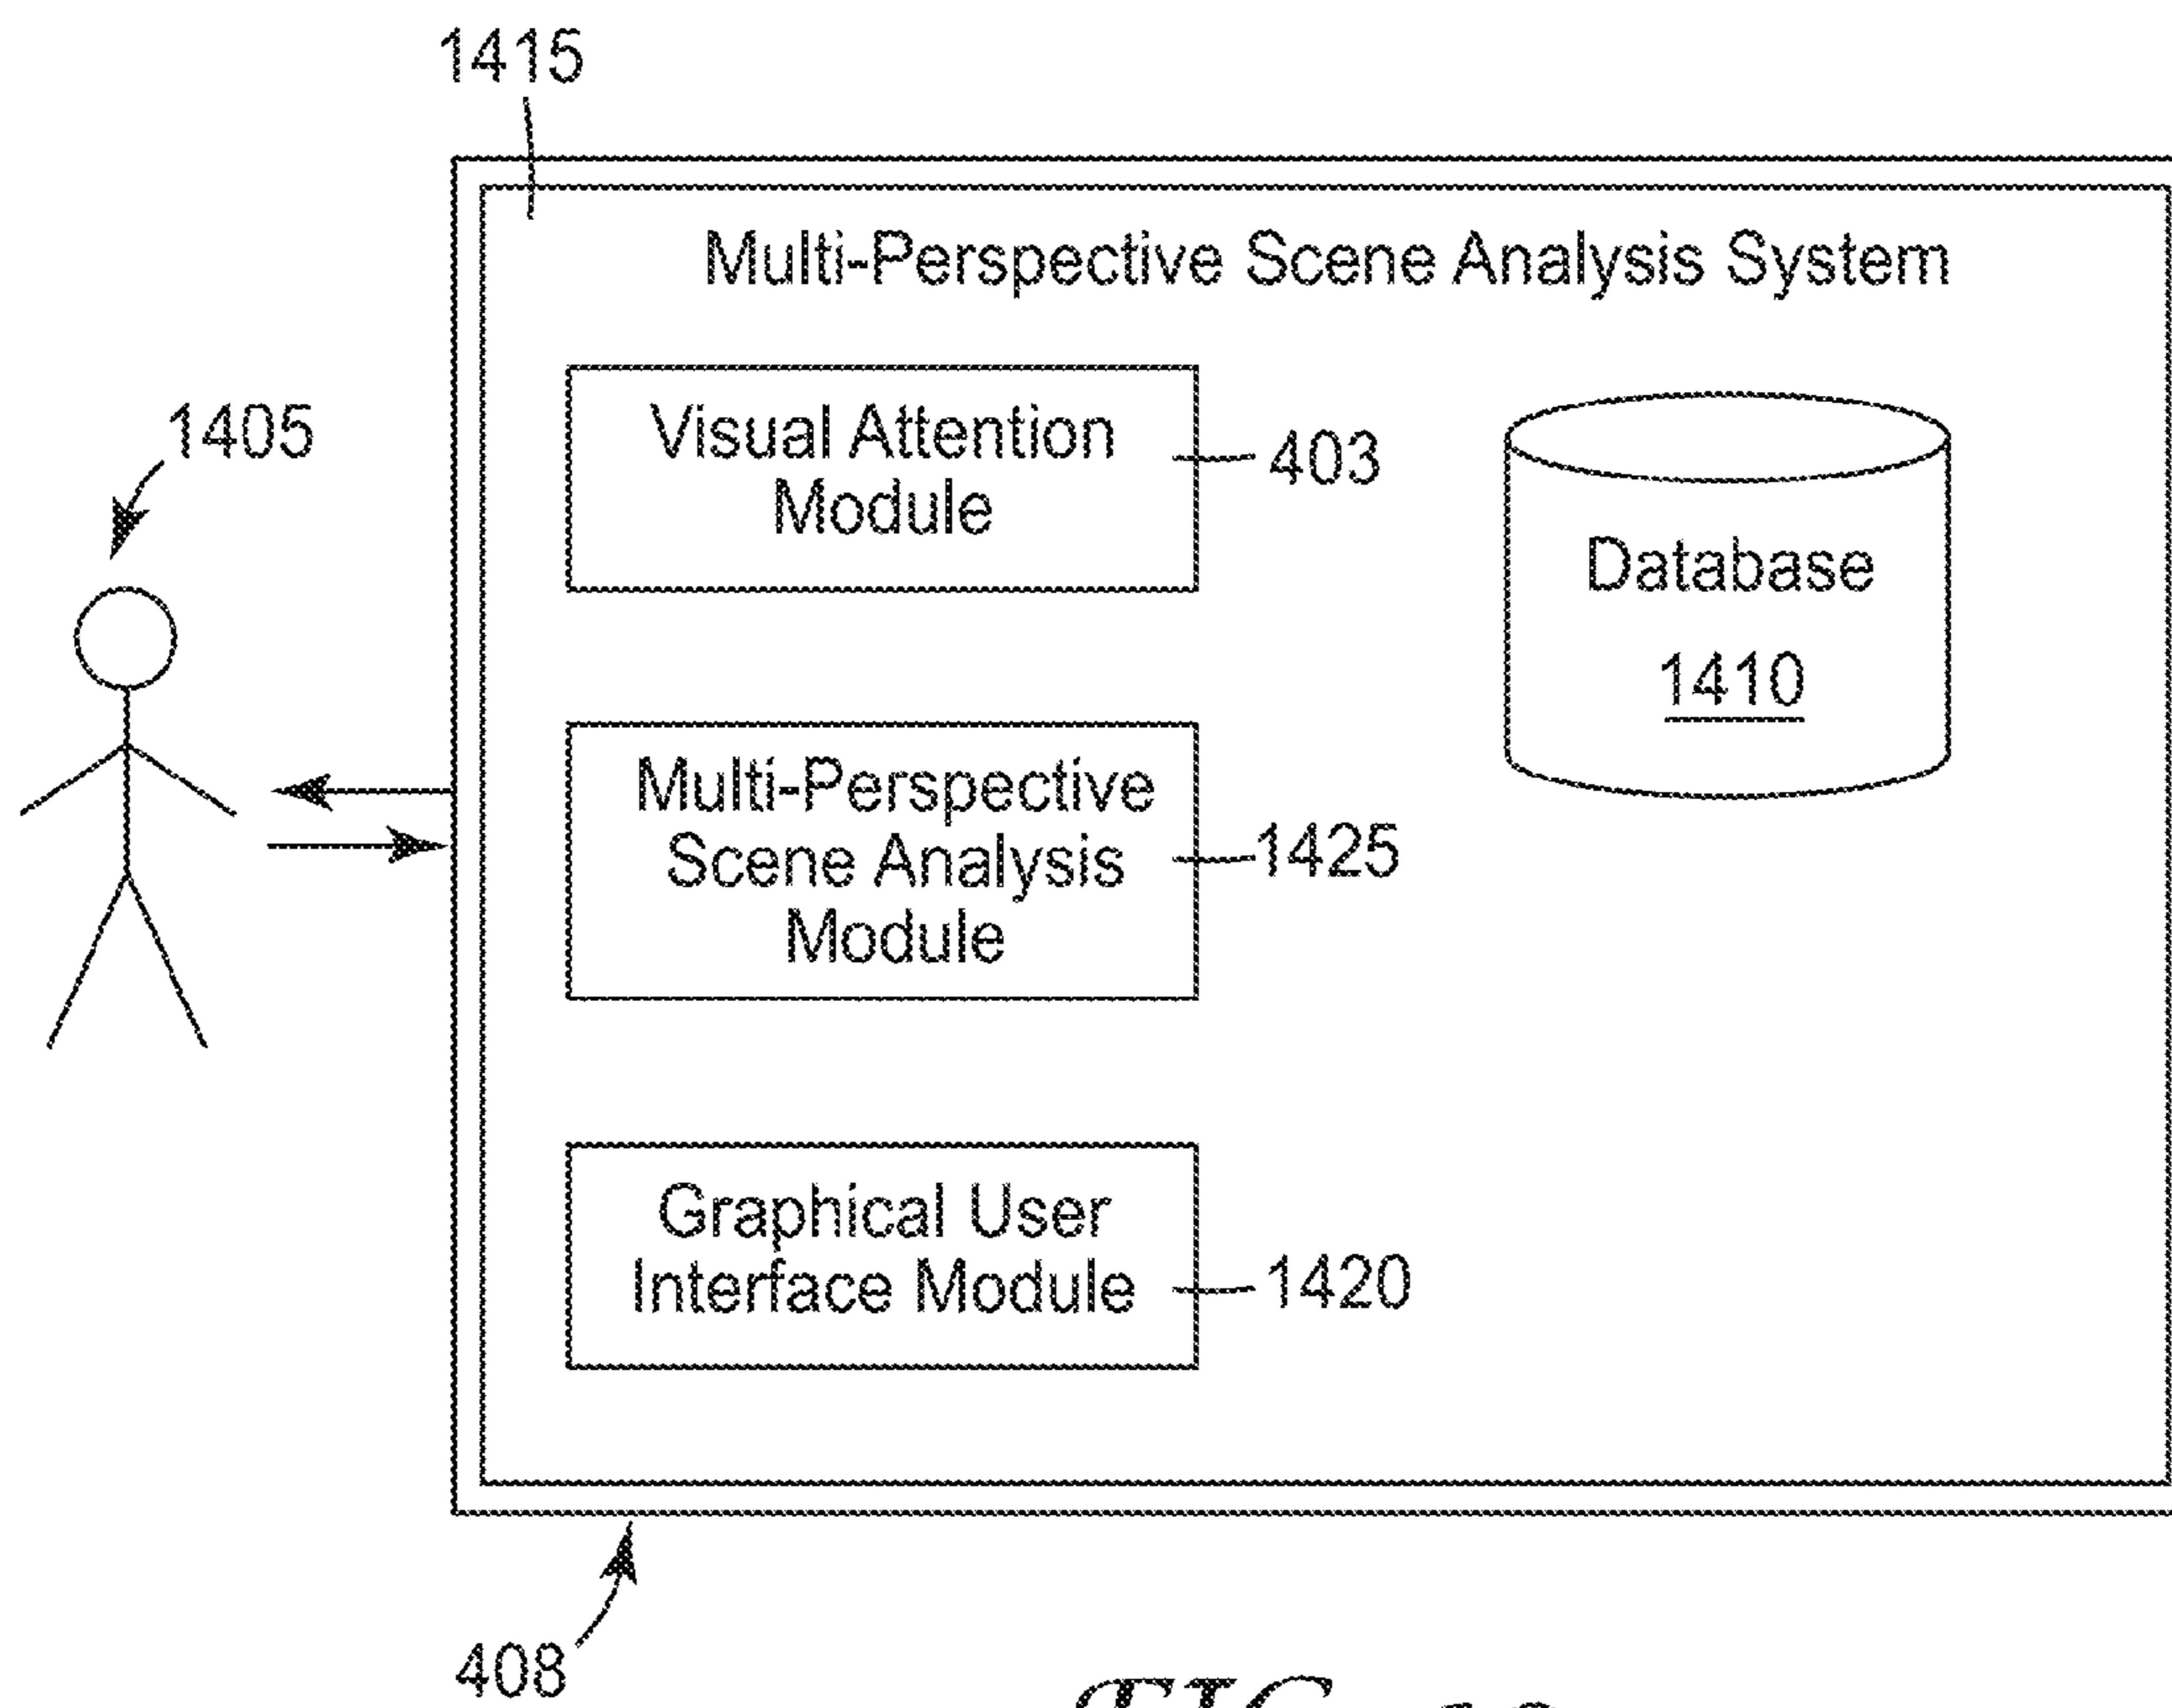 1415
Multi-Perspective Scene Analysis System
1405
Visual Attention
Module
403
Database
1410
Multi-Perspective
Scene Analysis
Module
1425
Graphical User
Interface Module
1420
408
FIG.